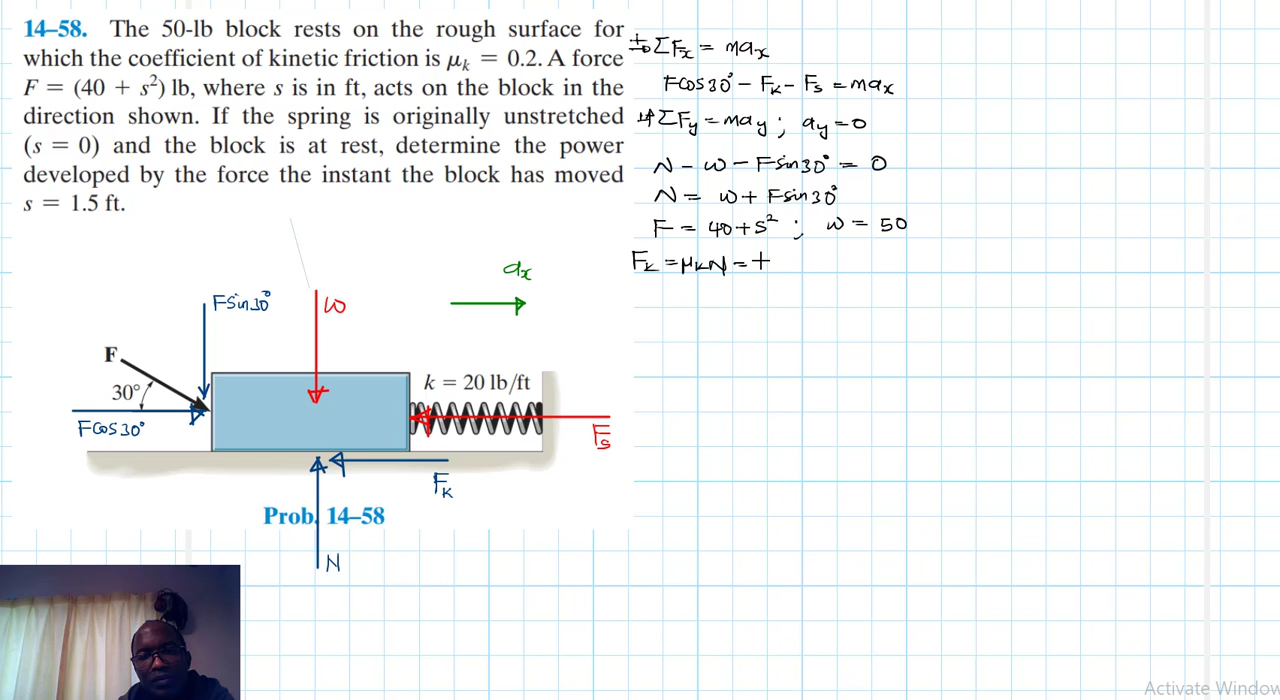 14–58. The 50-lb block rests on the rough surface for
which the coefficient of kinetic friction is μk = 0.2. A force
F = (40 + s²) lb, where s is in ft, acts on the block in the
direction shown. If the spring is originally unstretched
(s = 0) and the block is at rest, determine the power
developed by the force the instant the block has moved
s = 1.5 ft.
ΣFx = max
Fcos30° - Fk - Fs = max
+↑ΣFy = may ; ay = 0
N - w - Fsin30° = 0
N = w + Fsin30°
F = 40 + s² ; w = 50
Fk = μkN = +
ax
Fsin30°
w
F
30°
k = 20 lb/ft
Fcos30°
Fs
Fk
Prob. 14–58
N
Activate Window